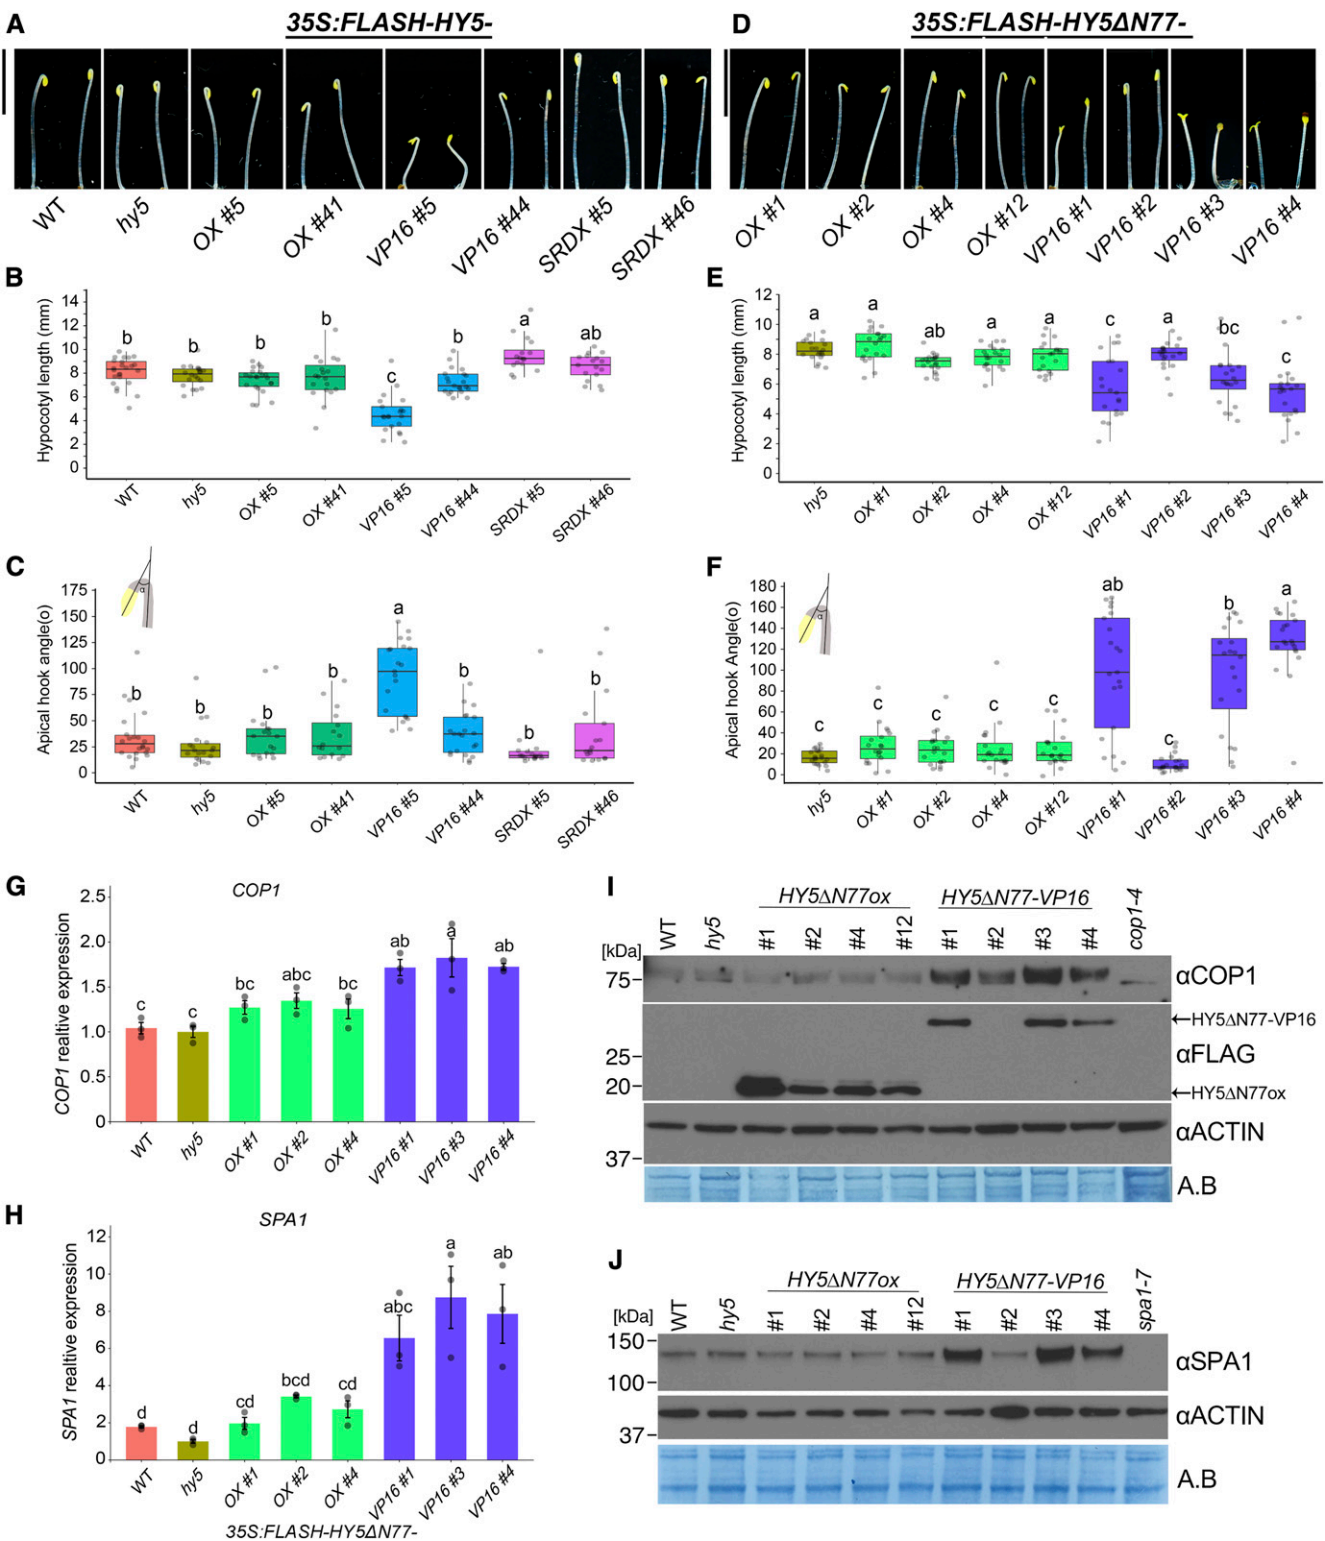 A
35S:FLASH-HY5-
WT
hy5
OX #5
OX #41
VP16 #5
VP16 #44
SRDX #5
SRDX #46
D
35S:FLASH-HY5ΔN77-
OX #1
OX #2
OX #4
OX #12
VP16 #1
VP16 #2
VP16 #3
VP16 #4
B
Hypocotyl length (mm)
14
12
10
8
6
4
2
0
b b b b c b a ab
WT hy5 OX #5 OX #41 VP16 #5 VP16 #44 SRDX #5 SRDX #46
E
Hypocotyl length (mm)
12
10
8
6
4
2
0
a a ab a a c a bc c
hy5 OX #1 OX #2 OX #4 OX #12 VP16 #1 VP16 #2 VP16 #3 VP16 #4
C
Apical hook angle(o)
175
150
125
100
75
50
25
0
α
b b b b a b b b
WT hy5 OX #5 OX #41 VP16 #5 VP16 #44 SRDX #5 SRDX #46
F
Apical hook Angle(o)
180
160
140
120
100
80
60
40
20
0
α
c c c c c ab c b a
hy5 OX #1 OX #2 OX #4 OX #12 VP16 #1 VP16 #2 VP16 #3 VP16 #4
G
COP1
COP1 realtive expression
2.5
2.0
1.5
1.0
0.5
0
c c bc abc bc ab a ab
WT hy5 OX #1 OX #2 OX #4 VP16 #1 VP16 #3 VP16 #4
H
SPA1
SPA1 realtive expression
12
10
8
6
4
2
0
d d cd bcd cd abc a ab
WT hy5 OX #1 OX #2 OX #4 VP16 #1 VP16 #3 VP16 #4
35S:FLASH-HY5ΔN77-
I
HY5ΔN77ox HY5ΔN77-VP16
[kDa] WT hy5 #1 #2 #4 #12 #1 #2 #3 #4 cop1-4
75 αCOP1
←HY5ΔN77-VP16
25 αFLAG
20 ←HY5ΔN77ox
αACTIN
37
A.B
J
HY5ΔN77ox HY5ΔN77-VP16
[kDa] WT hy5 #1 #2 #4 #12 #1 #2 #3 #4 spa1-7
150
αSPA1
100
αACTIN
37
A.B